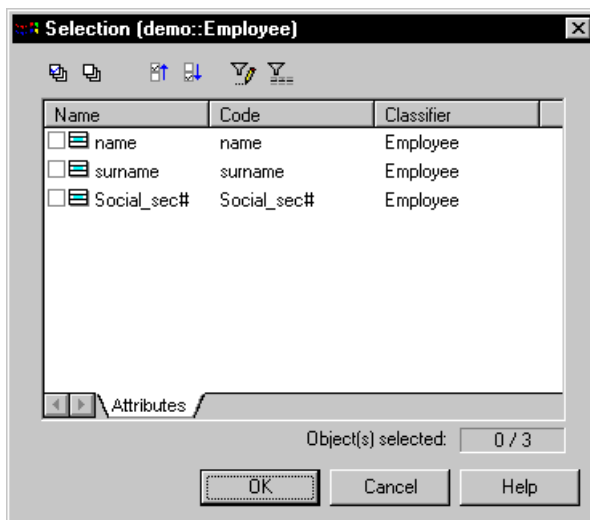 Selection (demo::Employee)
Name Code Classifier
name name Employee
surname surname Employee
Social_sec# Social_sec# Employee
Attributes
Object(s) selected: 0 / 3
OK Cancel Help